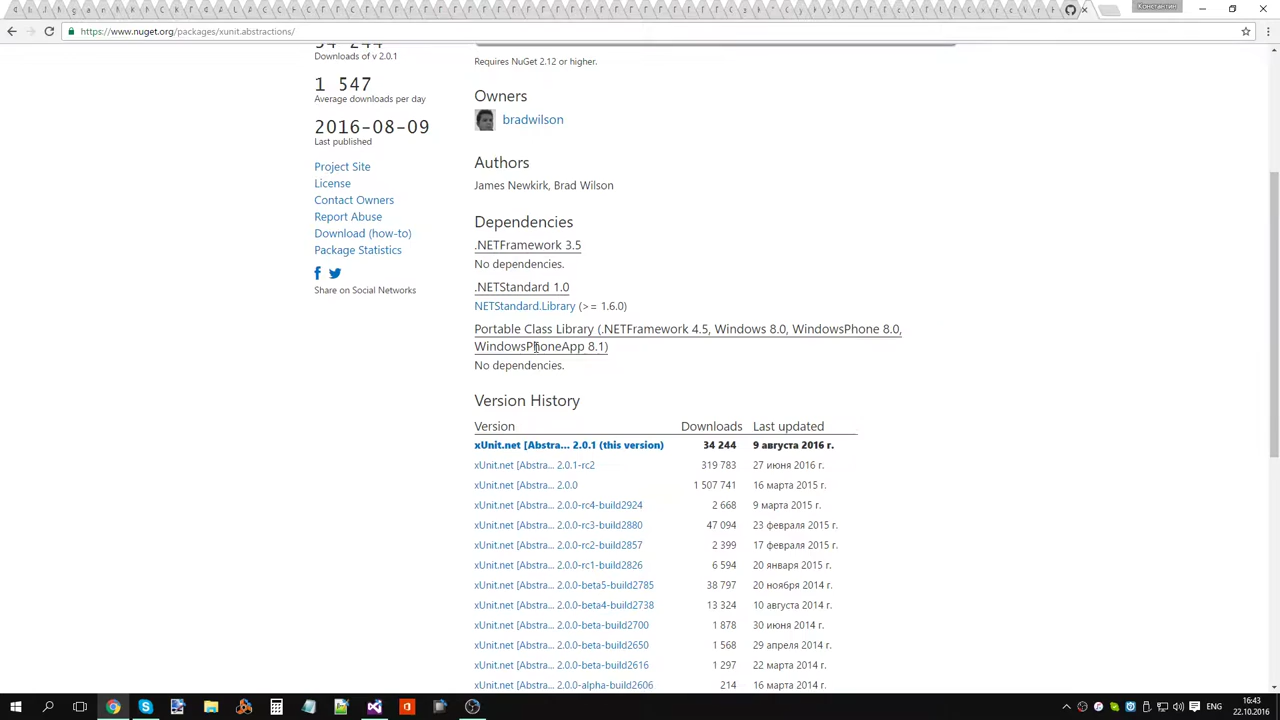 Константин
https://www.nuget.org/packages/xunit.abstractions/
34 244
Downloads of v 2.0.1
1 547
Average downloads per day
2016-08-09
Last published
Project Site
License
Contact Owners
Report Abuse
Download (how-to)
Package Statistics
Share on Social Networks
Requires NuGet 2.12 or higher.
Owners
bradwilson
Authors
James Newkirk, Brad Wilson
Dependencies
.NETFramework 3.5
No dependencies.
.NETStandard 1.0
NETStandard.Library (>= 1.6.0)
Portable Class Library (.NETFramework 4.5, Windows 8.0, WindowsPhone 8.0,
WindowsPhoneApp 8.1)
No dependencies.
Version History
Version Downloads Last updated
xUnit.net [Abstra... 2.0.1 (this version) 34 244 9 августа 2016 г.
xUnit.net [Abstra... 2.0.1-rc2 319 783 27 июня 2016 г.
xUnit.net [Abstra... 2.0.0 1 507 741 16 марта 2015 г.
xUnit.net [Abstra... 2.0.0-rc4-build2924 2 668 9 марта 2015 г.
xUnit.net [Abstra... 2.0.0-rc3-build2880 47 094 23 февраля 2015 г.
xUnit.net [Abstra... 2.0.0-rc2-build2857 2 399 17 февраля 2015 г.
xUnit.net [Abstra... 2.0.0-rc1-build2826 6 594 20 января 2015 г.
xUnit.net [Abstra... 2.0.0-beta5-build2785 38 797 20 ноября 2014 г.
xUnit.net [Abstra... 2.0.0-beta4-build2738 13 324 10 августа 2014 г.
xUnit.net [Abstra... 2.0.0-beta-build2700 1 878 30 июня 2014 г.
xUnit.net [Abstra... 2.0.0-beta-build2650 1 568 29 апреля 2014 г.
xUnit.net [Abstra... 2.0.0-beta-build2616 1 297 22 марта 2014 г.
xUnit.net [Abstra... 2.0.0-alpha-build2606 214 16 марта 2014 г.
ENG
16:43
22.10.2016